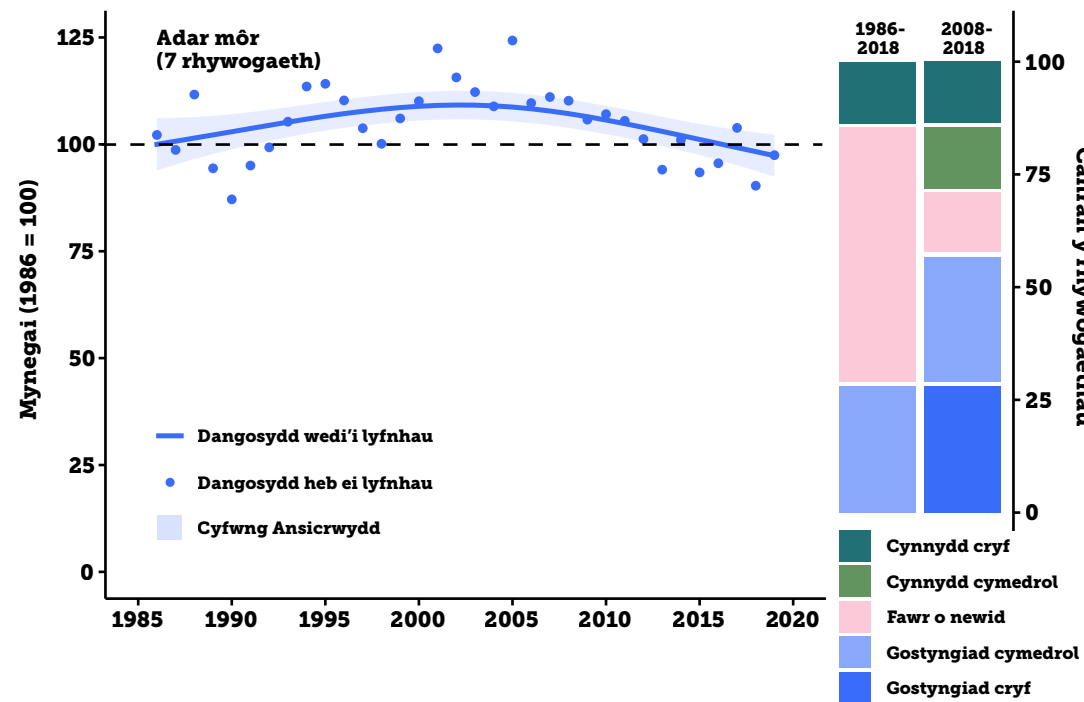 Adar môr
(7 rhywogaeth)
Mynegai (1986 = 100)
125
100
75
50
25
0
Dangosydd wedi'i lyfnhau
Dangosydd heb ei lyfnhau
Cyfwng Ansicrwydd
1985 1990 1995 2000 2005 2010 2015 2020
1986-
2018
2008-
2018
100
75
50
25
0
Cynnydd cryf
Cynnydd cymedrol
Fawr o newid
Gostyngiad cymedrol
Gostyngiad cryf